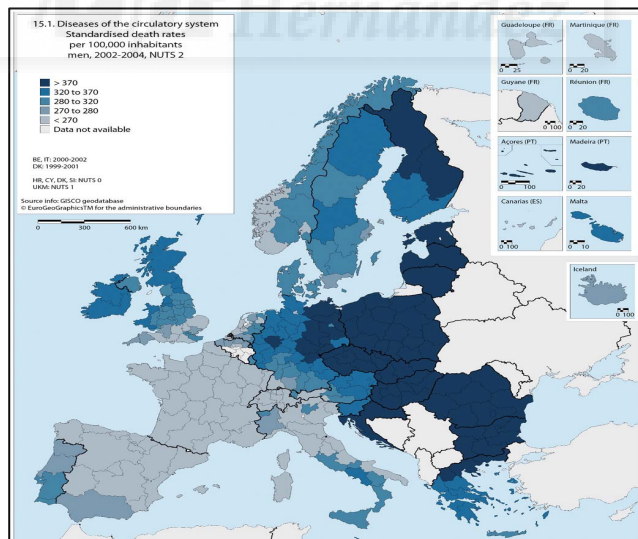 Hernandez
15.1. Diseases of the circulatory system
Standardised death rates
per 100,000 inhabitants
men, 2002-2004, NUTS 2
> 370
320 to 370
280 to 320
270 to 280
< 270
Data not available
BE, IT: 2000-2002
DK: 1999-2001
HR, CY, DK, SI: NUTS 0
UKM: NUTS 1
Source info: GISCO geodatabase
© EuroGeoGraphicsTM for the administrative boundaries
0 300 600 km
Guadeloupe (FR)
0 25
Martinique (FR)
0 20
Guyane (FR)
0 100
Réunion (FR)
0 20
Açores (PT)
0 100
Madeira (PT)
0 20
Canarias (ES)
0 100
Malta
0 10
Iceland
0 100